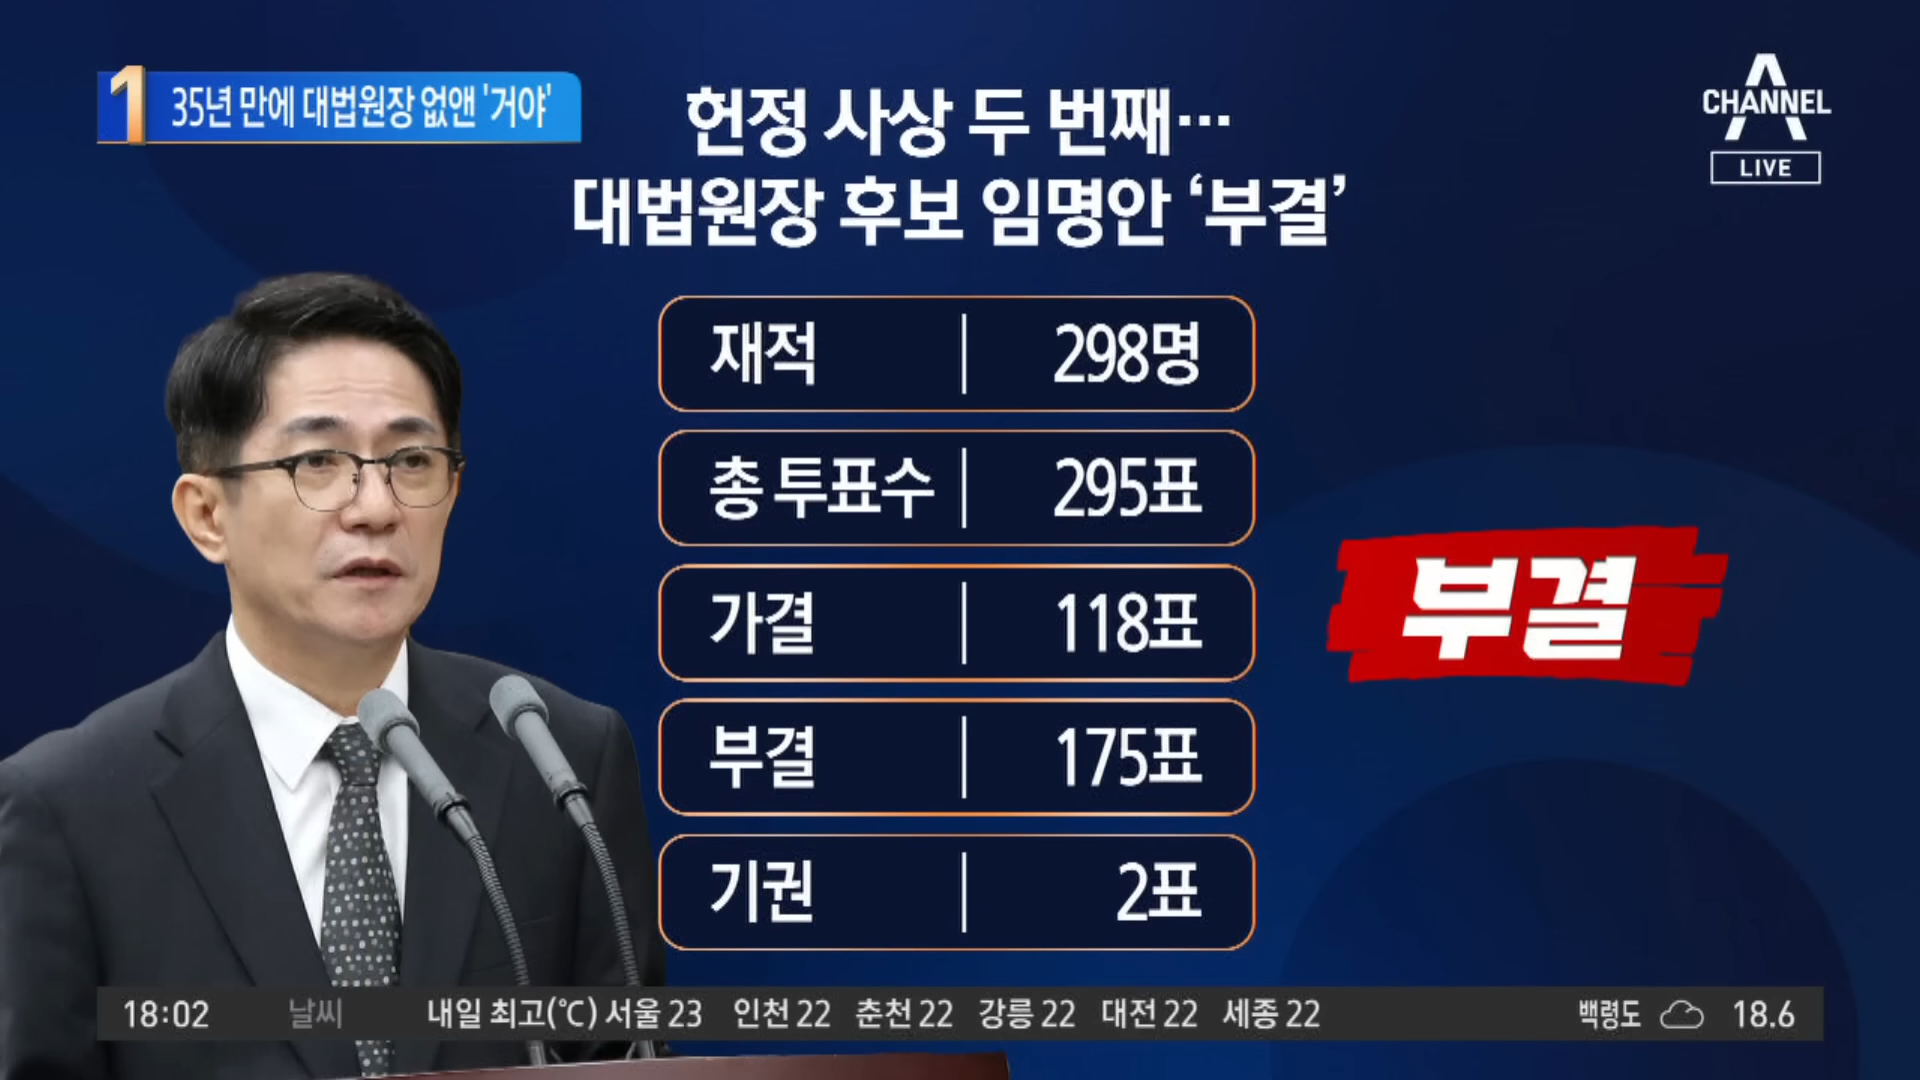 1 35년 만에 대법원장 없앤 '거야'
헌정 사상 두 번째…
대법원장 후보 임명안 ‘부결’
CHANNEL A
LIVE
재적 298명
총 투표수 295표
가결 118표
부결 175표
기권 2표
부결
18:02 날씨 내일 최고(℃) 서울 23 인천 22 춘천 22 강릉 22 대전 22 세종 22 백령도 18.6